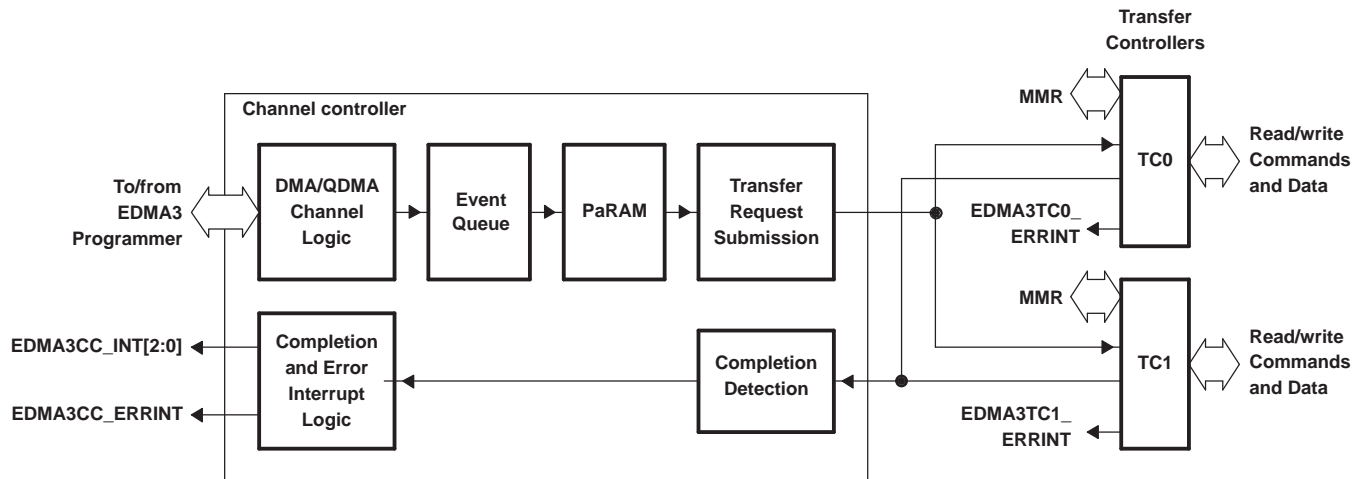 Transfer
Controllers
Channel controller
MMR
To/from
EDMA3
Programmer
DMA/QDMA
Channel
Logic
Event
Queue
PaRAM
Transfer
Request
Submission
TC0
Read/write
Commands
and Data
EDMA3TC0_
ERRINT
MMR
EDMA3CC_INT[2:0]
EDMA3CC_ERRINT
Completion
and Error
Interrupt
Logic
Completion
Detection
TC1
Read/write
Commands
and Data
EDMA3TC1_
ERRINT